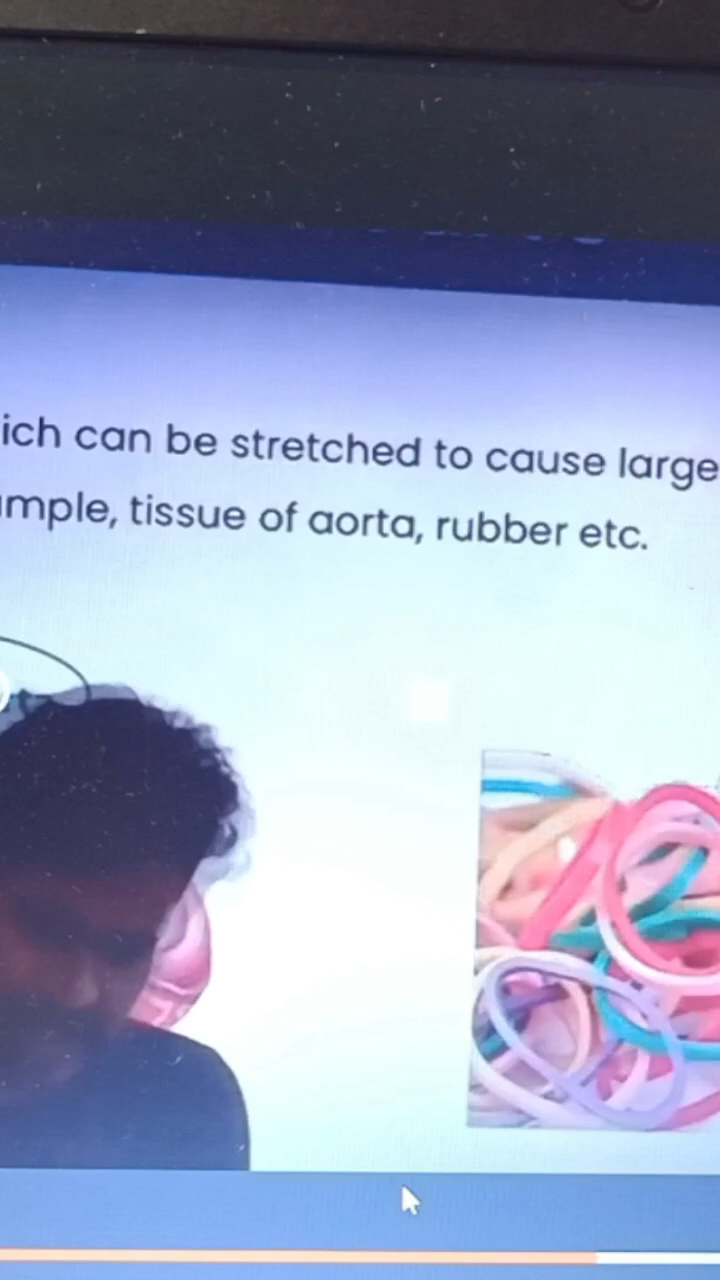 ich can be stretched to cause large
mple, tissue of aorta, rubber etc.